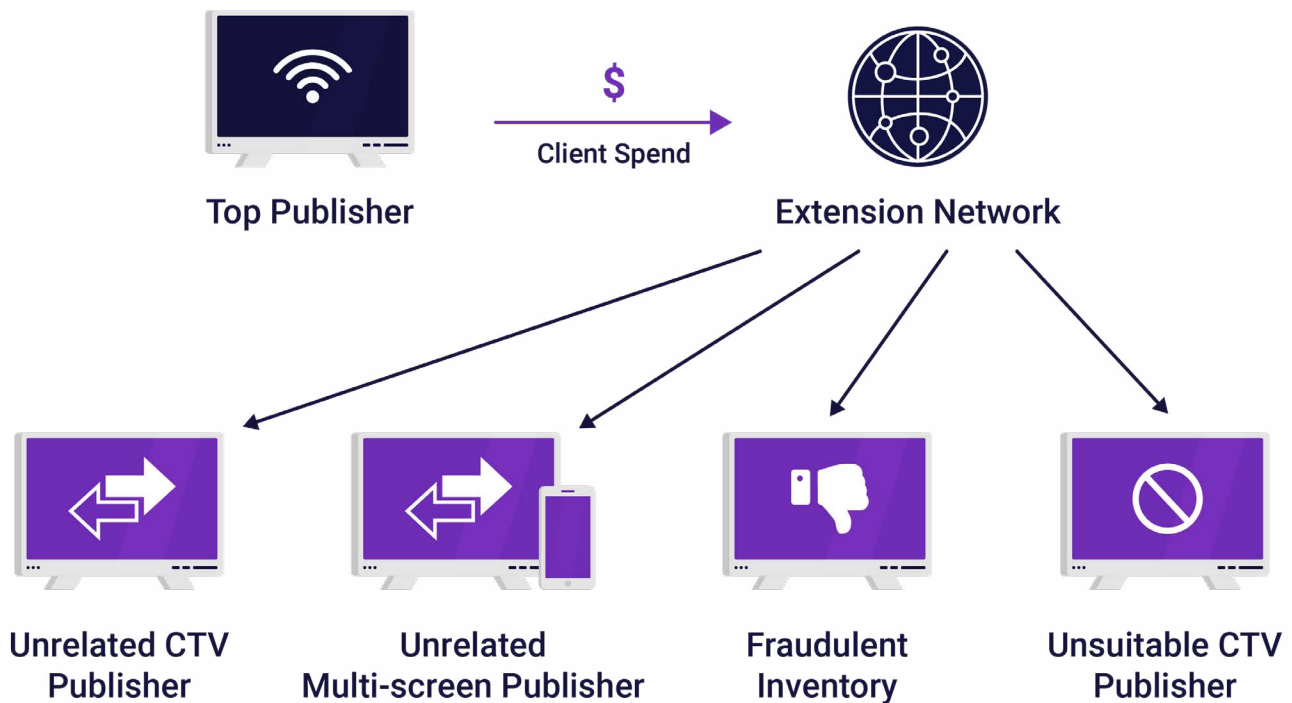 $
Client Spend
Top Publisher
Extension Network
Unrelated CTV
Publisher
Unrelated
Multi-screen Publisher
Fraudulent
Inventory
Unsuitable CTV
Publisher